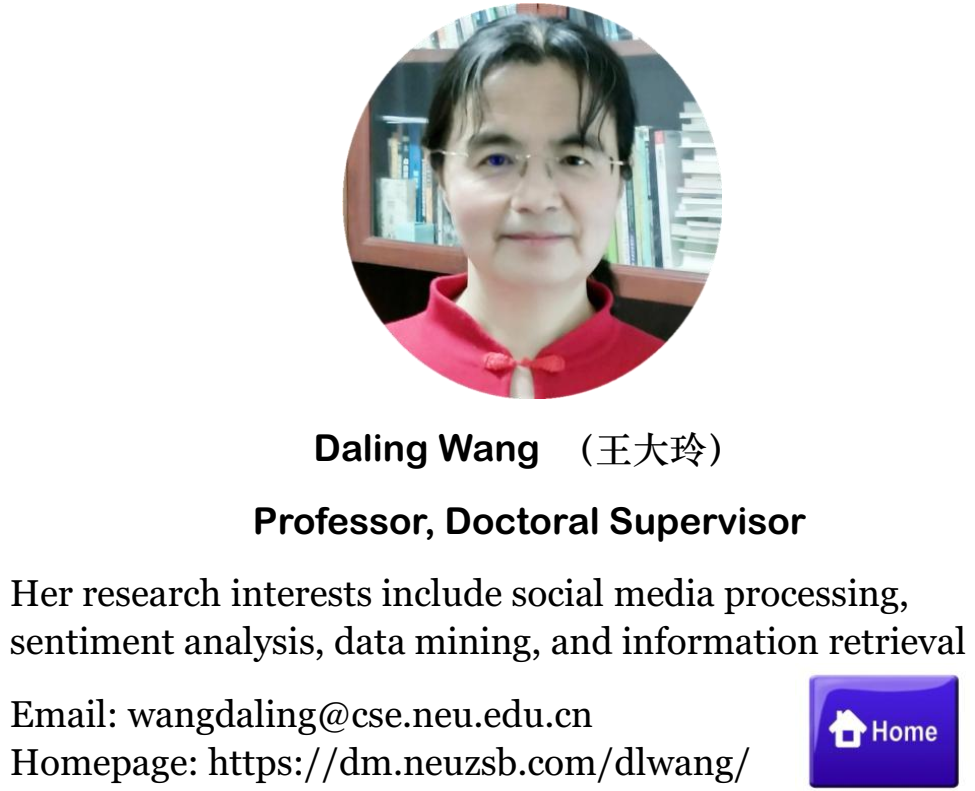 Daling Wang （王大玲）
Professor, Doctoral Supervisor
Her research interests include social media processing,
sentiment analysis, data mining, and information retrieval
Email: wangdaling@cse.neu.edu.cn
Home
Homepage: https://dm.neuzsb.com/dlwang/